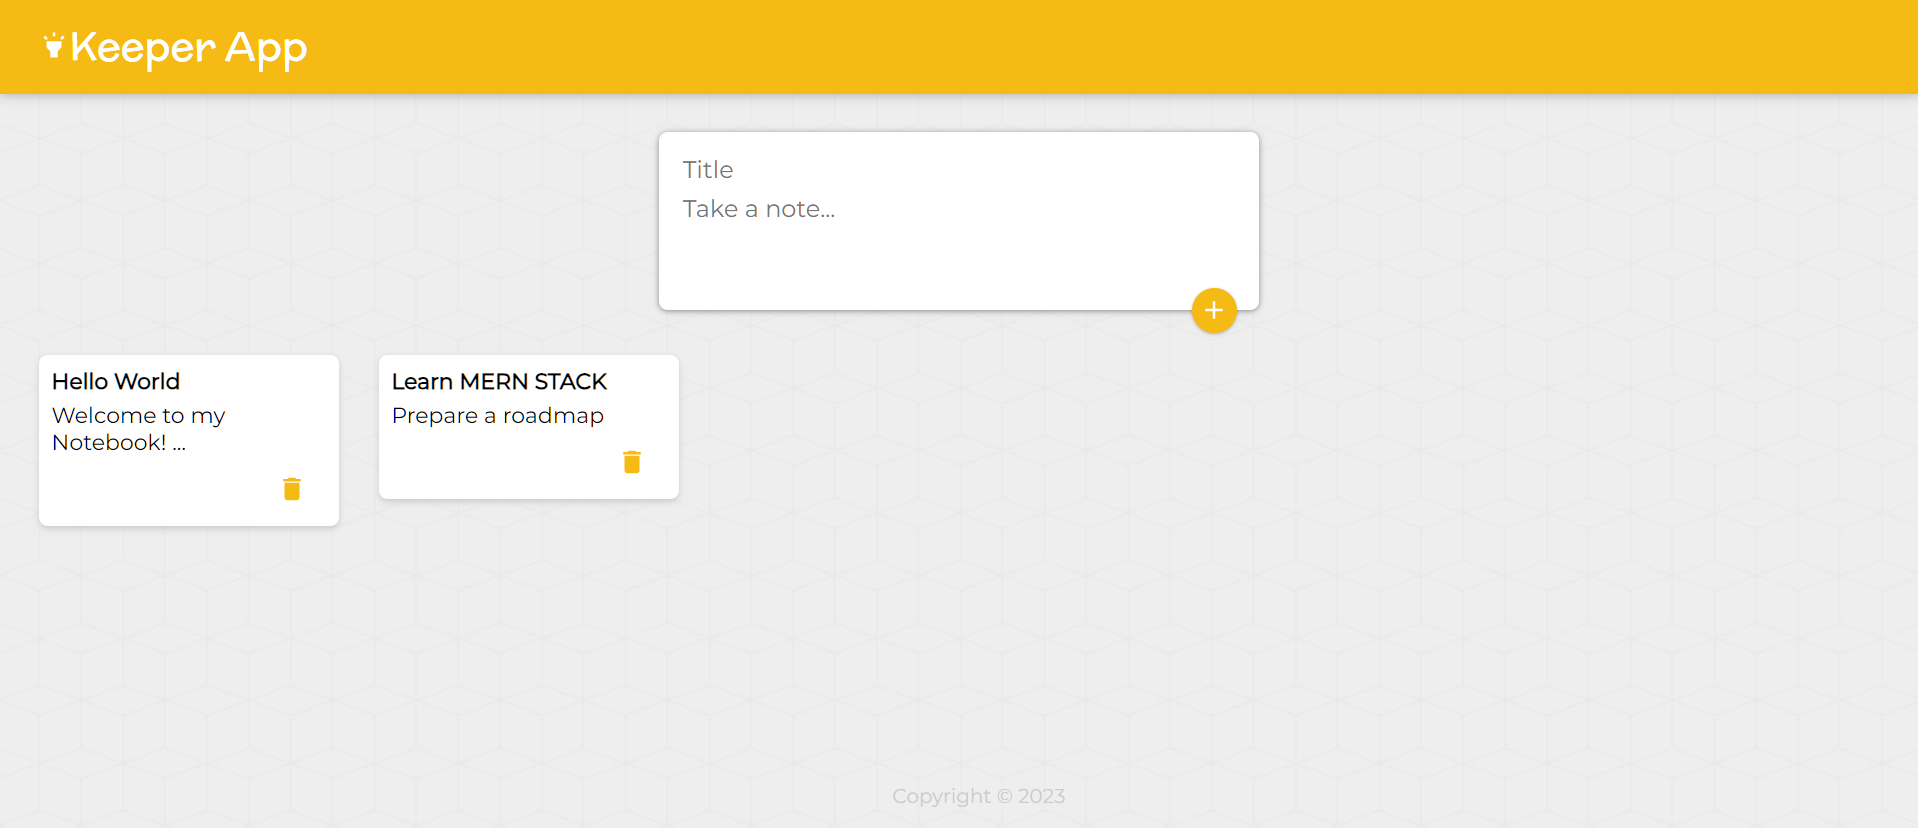 Keeper App
Title
Take a note...
Hello World
Welcome to my
Notebook! ...
Learn MERN STACK
Prepare a roadmap
Copyright © 2023